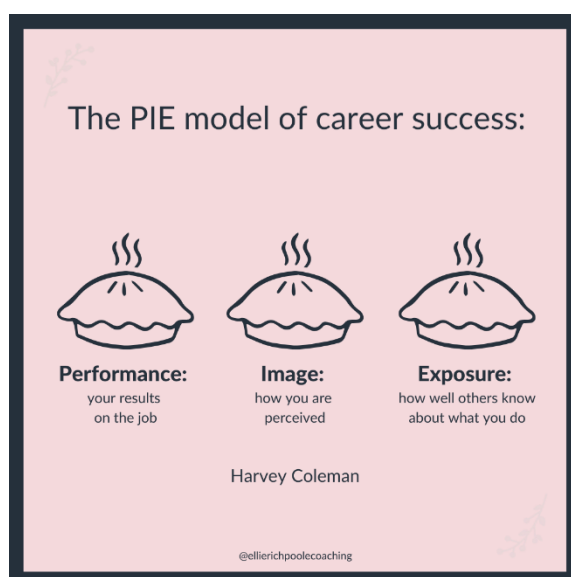 The PIE model of career success:
Performance:
your results
on the job
Image:
how you are
perceived
Exposure:
how well others know
about what you do
Harvey Coleman
@ellierichpoolecoaching